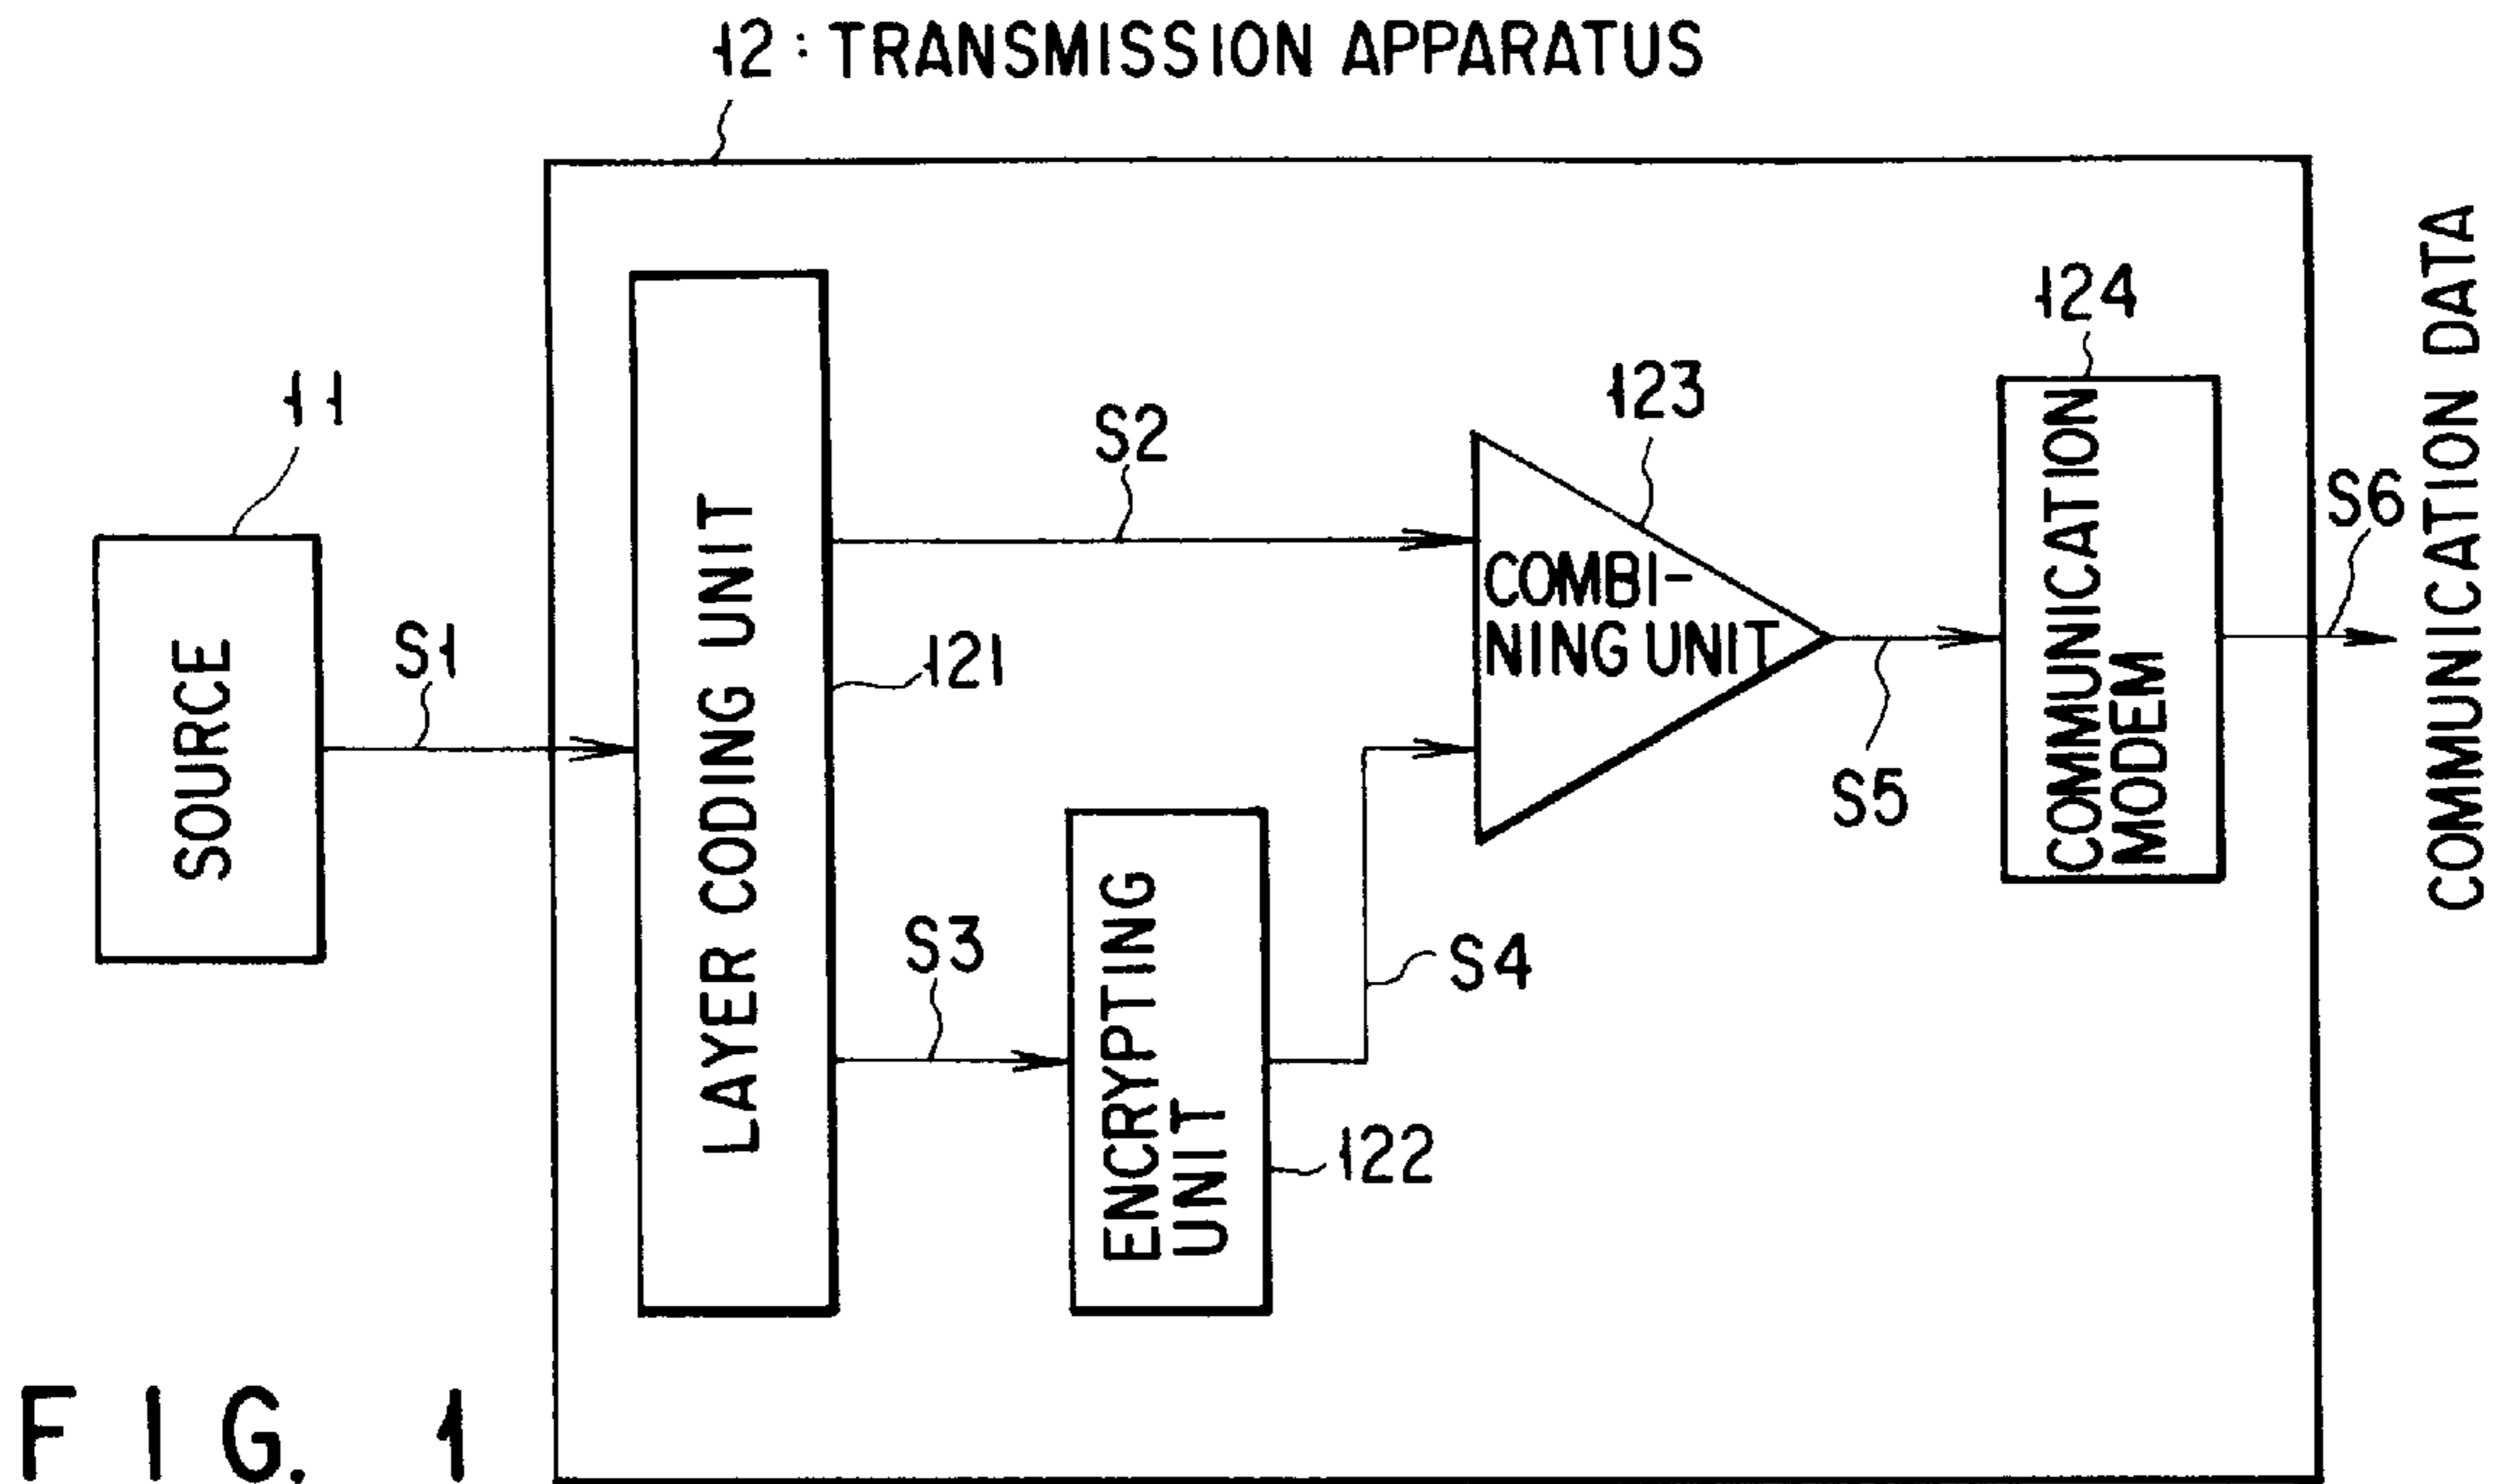 12 : TRANSMISSION APPARATUS
11
SOURCE
S1
LAYER CODING UNIT
121
S2
S3
ENCRYPTING
UNIT
122
S4
123
COMBI-
NING UNIT
S5
124
COMMUNICATION
MODEM
S6
COMMUNICATION DATA
FIG. 1